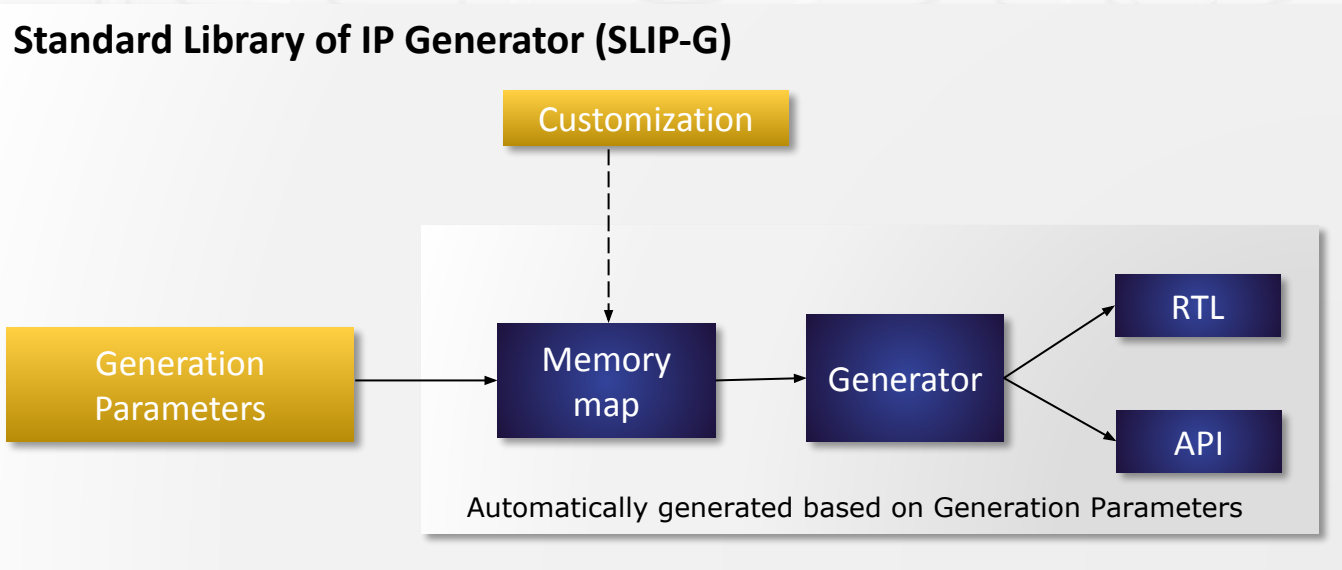 Standard Library of IP Generator (SLIP-G)
Customization
Generation
Parameters
Memory
map
Generator
RTL
API
Automatically generated based on Generation Parameters